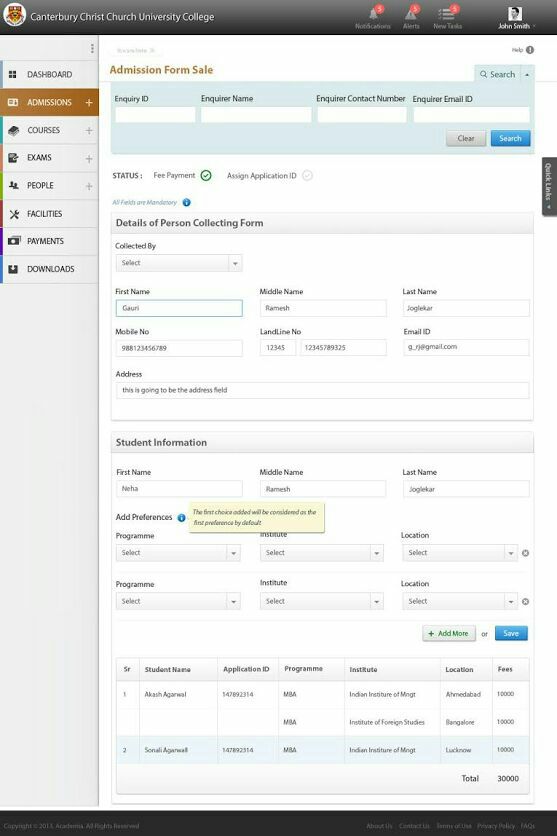 Canterbury Christ Church University College
5 5 5
Notifications Alerts New Tasks John Smith
You are here
Help
DASHBOARD
ADMISSIONS +
COURSES +
EXAMS +
PEOPLE +
FACILITIES
PAYMENTS
DOWNLOADS
Admission Form Sale
Search
Enquiry ID Enquirer Name Enquirer Contact Number Enquirer Email ID
Clear Search
Quick Links
STATUS : Fee Payment Assign Application ID
All Fields are Mandatory
Details of Person Collecting Form
Collected By
Select
First Name Middle Name Last Name
Gauri Ramesh Joglekar
Mobile No LandLine No Email ID
988123456789 12345 12345789325 g_rj@gmail.com
Address
this is going to be the address field
Student Information
First Name Middle Name Last Name
Neha Ramesh Joglekar
Add Preferences
The first choice added will be considered as the
first preference by default
Programme Institute Location
Select Select Select
Programme Institute Location
Select Select Select
+ Add More or Save
Sr Student Name Application ID Programme Institute Location Fees
1 Akash Agarwal 147892314 MBA Indian Institure of Mngt Ahmedabad 10000
MBA Institute of Foreign Studies Bangalore 10000
2 Sonali Agarwall 147892314 MBA Indian Institure of Mngt Lucknow 10000
Total 30000
Copyright © 2013, Academia. All Rights Reserved About Us Contact Us Terms of Use Privacy Policy FAQs